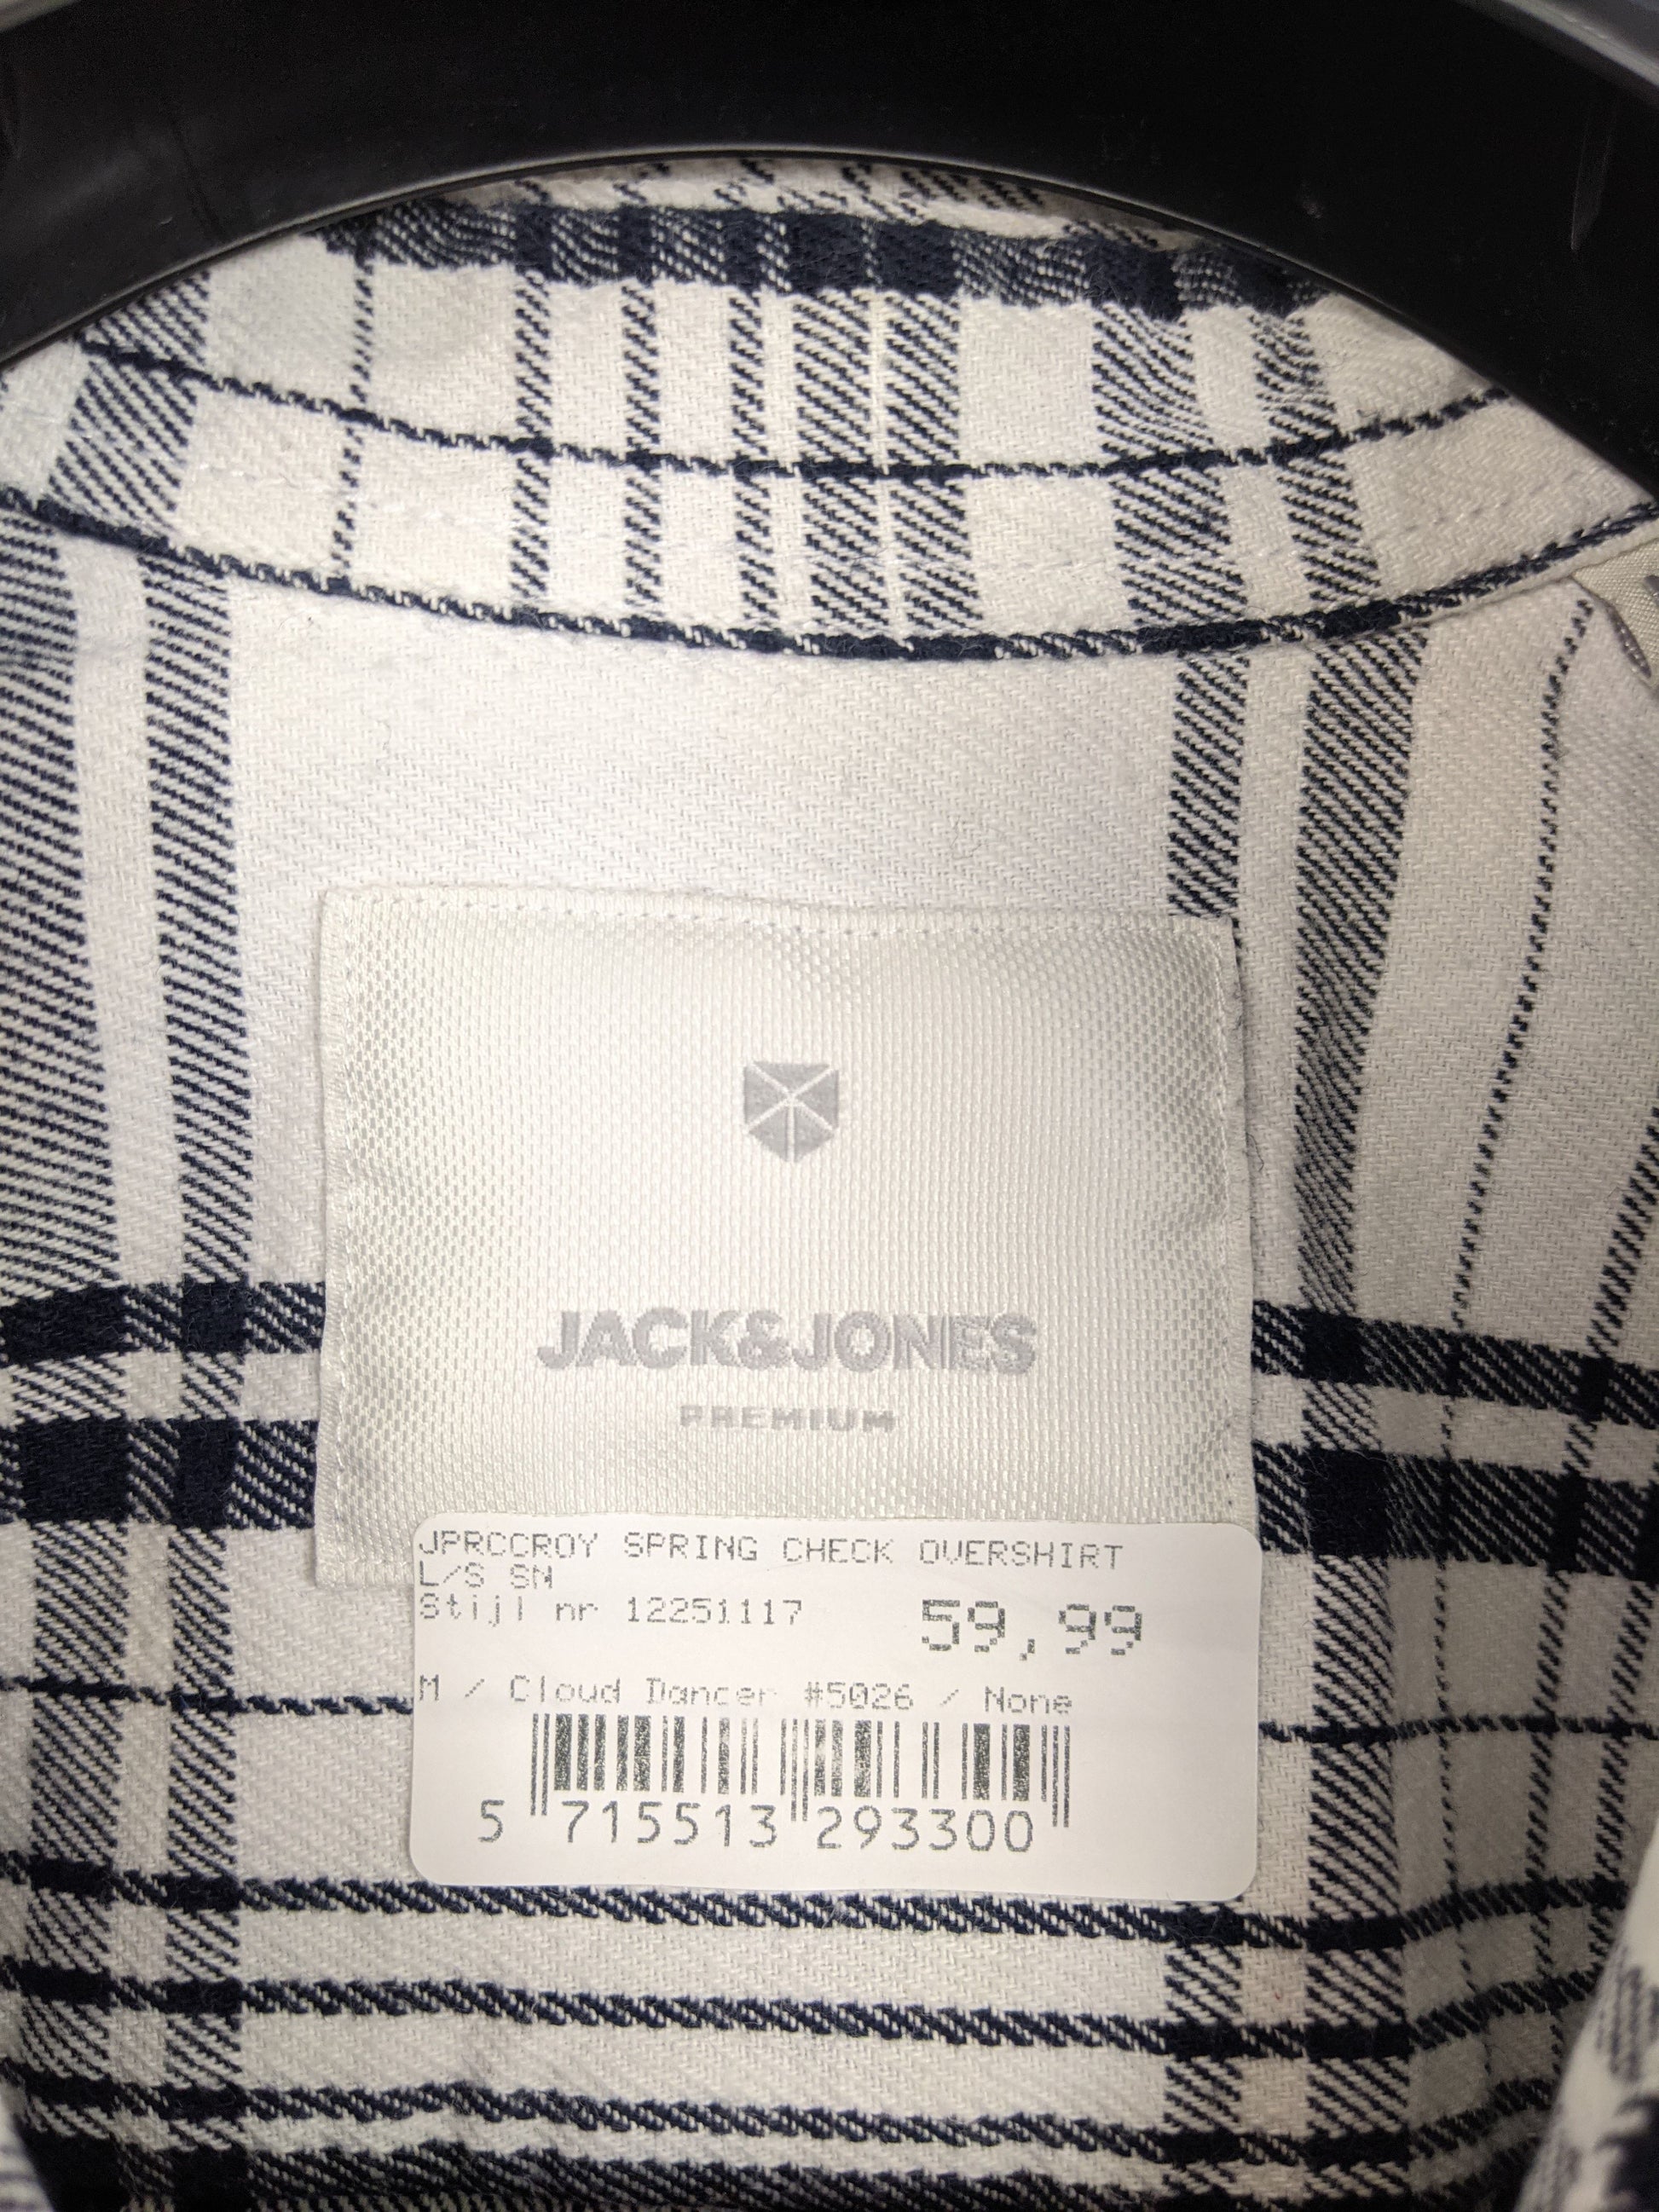 JACK&JONES
PREMIUM
JPRCCROY SPRING CHECK OVERSHIRT
L/S SN
Stijl nr 12251117
59,99
M / Cloud Dancer #5026 / None
5 715513 293300